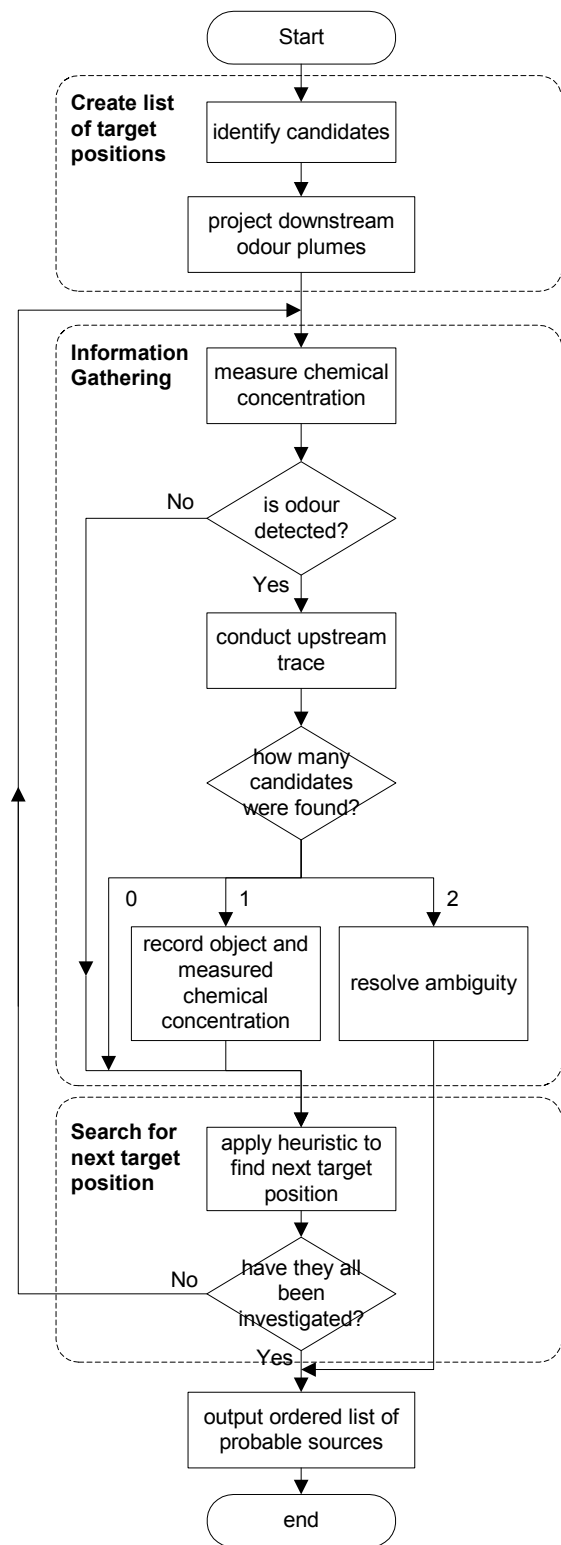 Start
Create list
of target
positions
identify candidates
project downstream
odour plumes
Information
Gathering
measure chemical
concentration
No
is odour
detected?
Yes
conduct upstream
trace
how many
candidates
were found?
0
1
2
record object and
measured
chemical
concentration
resolve ambiguity
Search for
next target
position
apply heuristic to
find next target
position
No
have they all
been
investigated?
Yes
output ordered list of
probable sources
end